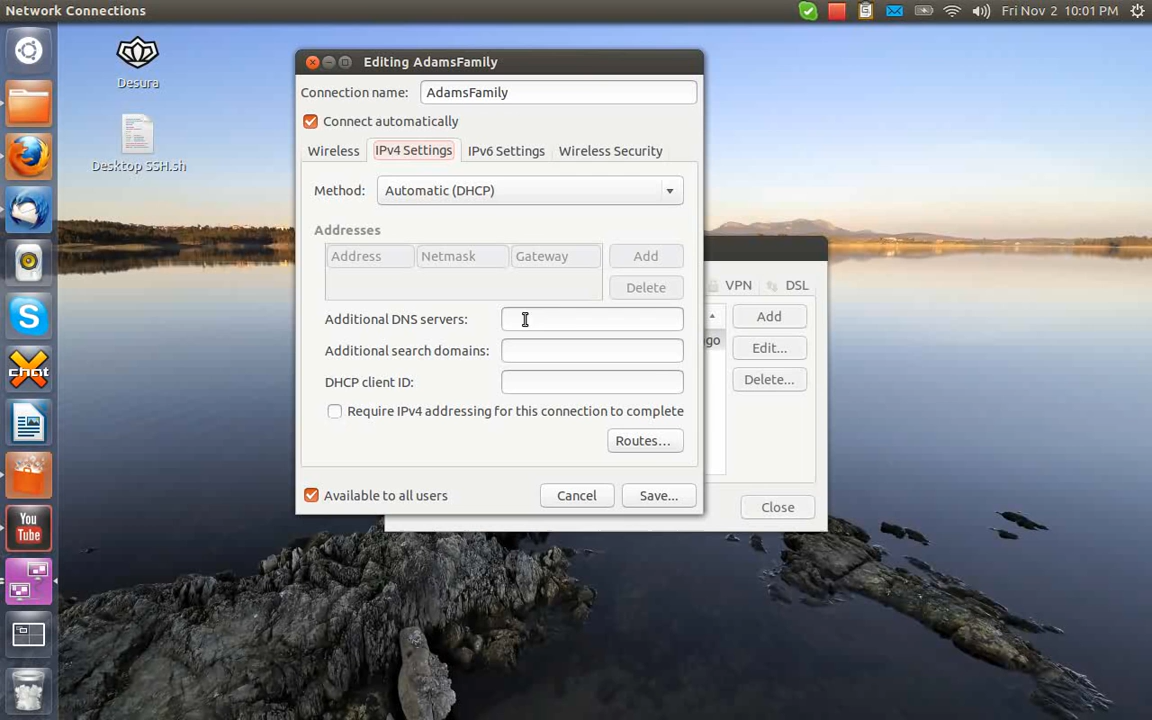 Network Connections
Fri Nov 2 10:01 PM
Desura
Desktop SSH.sh
Editing AdamsFamily
Connection name: AdamsFamily
Connect automatically
Wireless IPv4 Settings IPv6 Settings Wireless Security
Method: Automatic (DHCP)
Addresses
Address Netmask Gateway Add
Delete
Additional DNS servers:
Additional search domains:
DHCP client ID:
Require IPv4 addressing for this connection to complete
Routes…
Available to all users Cancel Save…
VPN DSL
Add
ago Edit...
Delete...
Close
chat
You
Tube